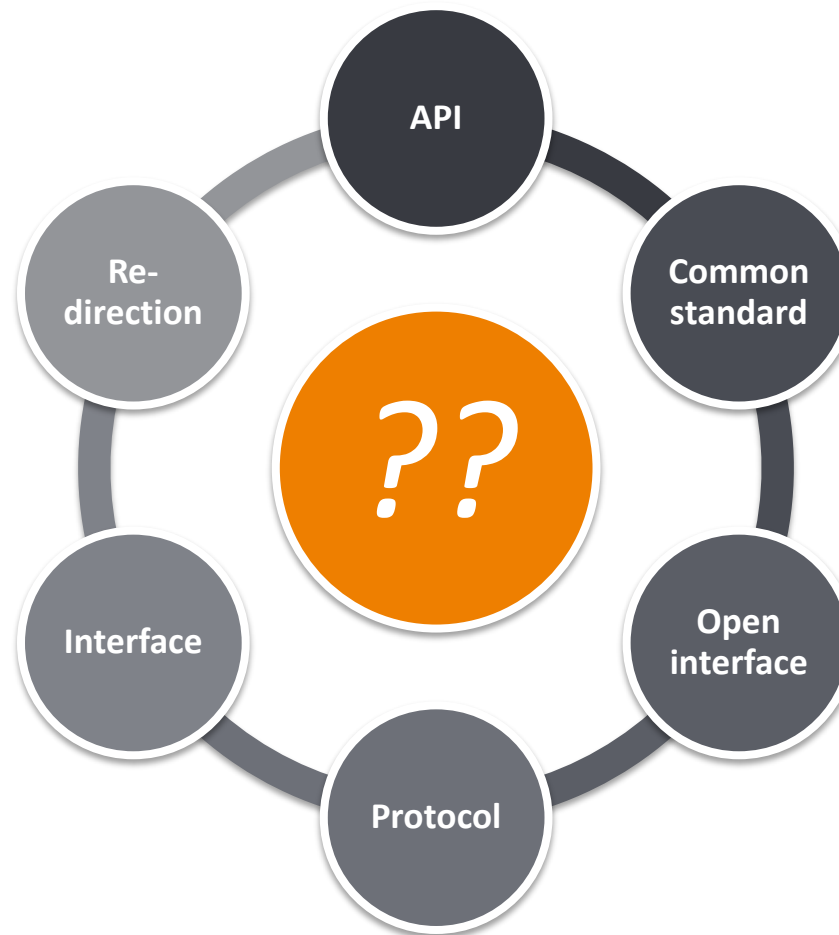 API
Common
standard
Open
interface
Protocol
Interface
Re-
direction
??